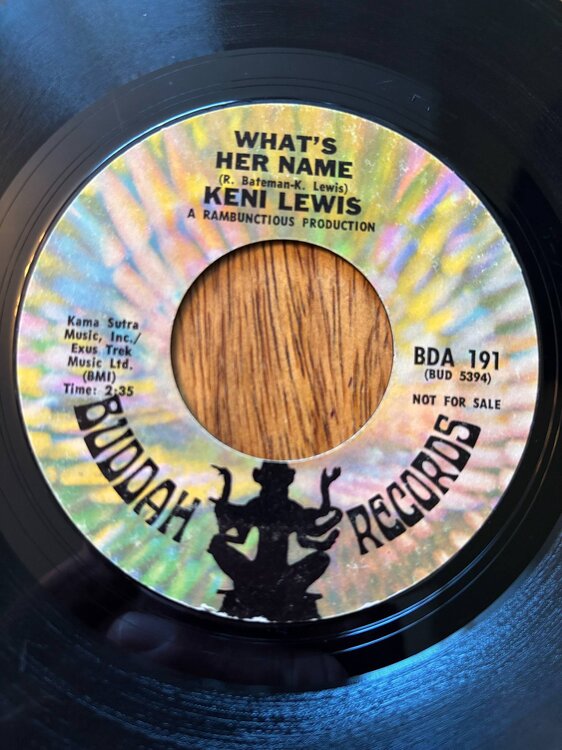 WHAT'S
HER NAME
(R. Bateman-K. Lewis)
KENI LEWIS
A RAMBUNCTIOUS PRODUCTION
Kama Sutra
Music, Inc./
Exus Trek
Music Ltd.
(BMI)
Time: 2:35
BDA 191
(BUD 5394)
NOT FOR SALE
BUDDAH RECORDS